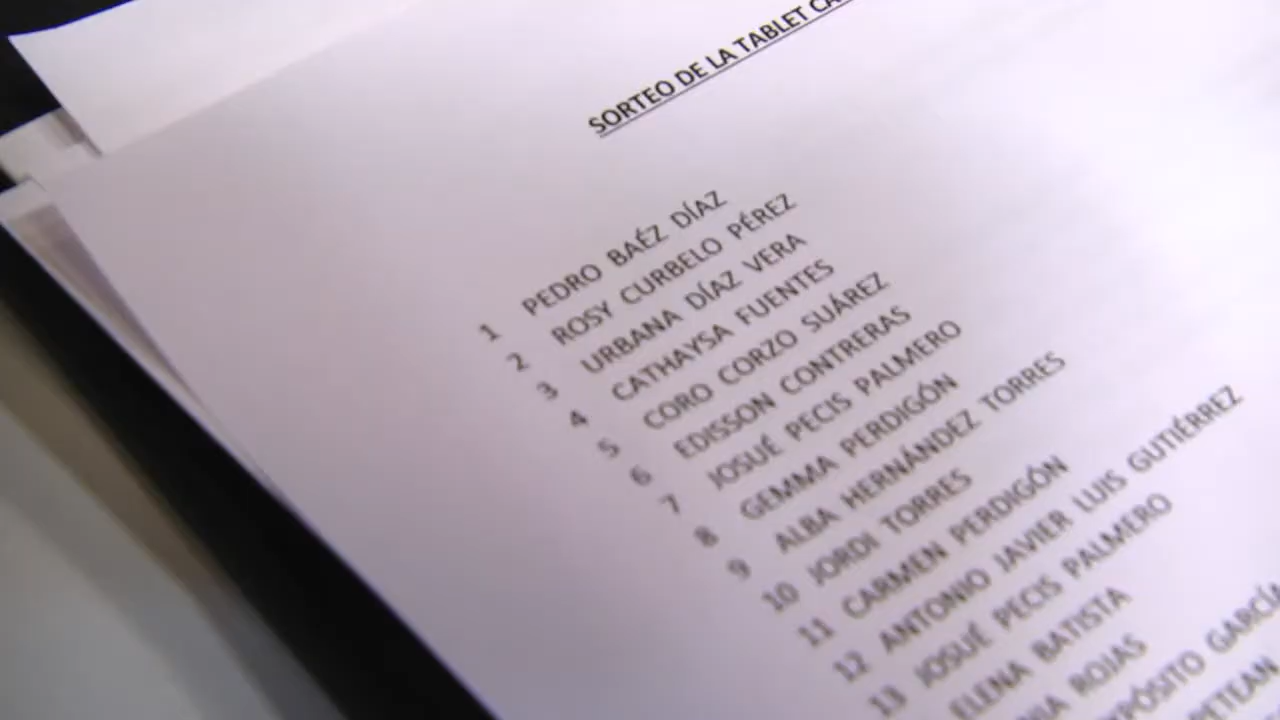 SORTEO DE LA TABLET
1 PEDRO BAÉZ DÍAZ
2 ROSY CURBELO PÉREZ
3 URBANA DÍAZ VERA
4 CATHAYSA FUENTES
5 CORO CORZO SUÁREZ
6 EDISSON CONTRERAS
7 JOSUÉ PECIS PALMERO
8 GEMMA PERDIGÓN
9 ALBA HERNÁNDEZ TORRES
10 JORDI TORRES
11 CARMEN PERDIGÓN
12 ANTONIO JAVIER LUIS GUTIÉRREZ
13 JOSUÉ PECIS PALMERO
ELENA BATISTA
ROJAS
GARCÍA